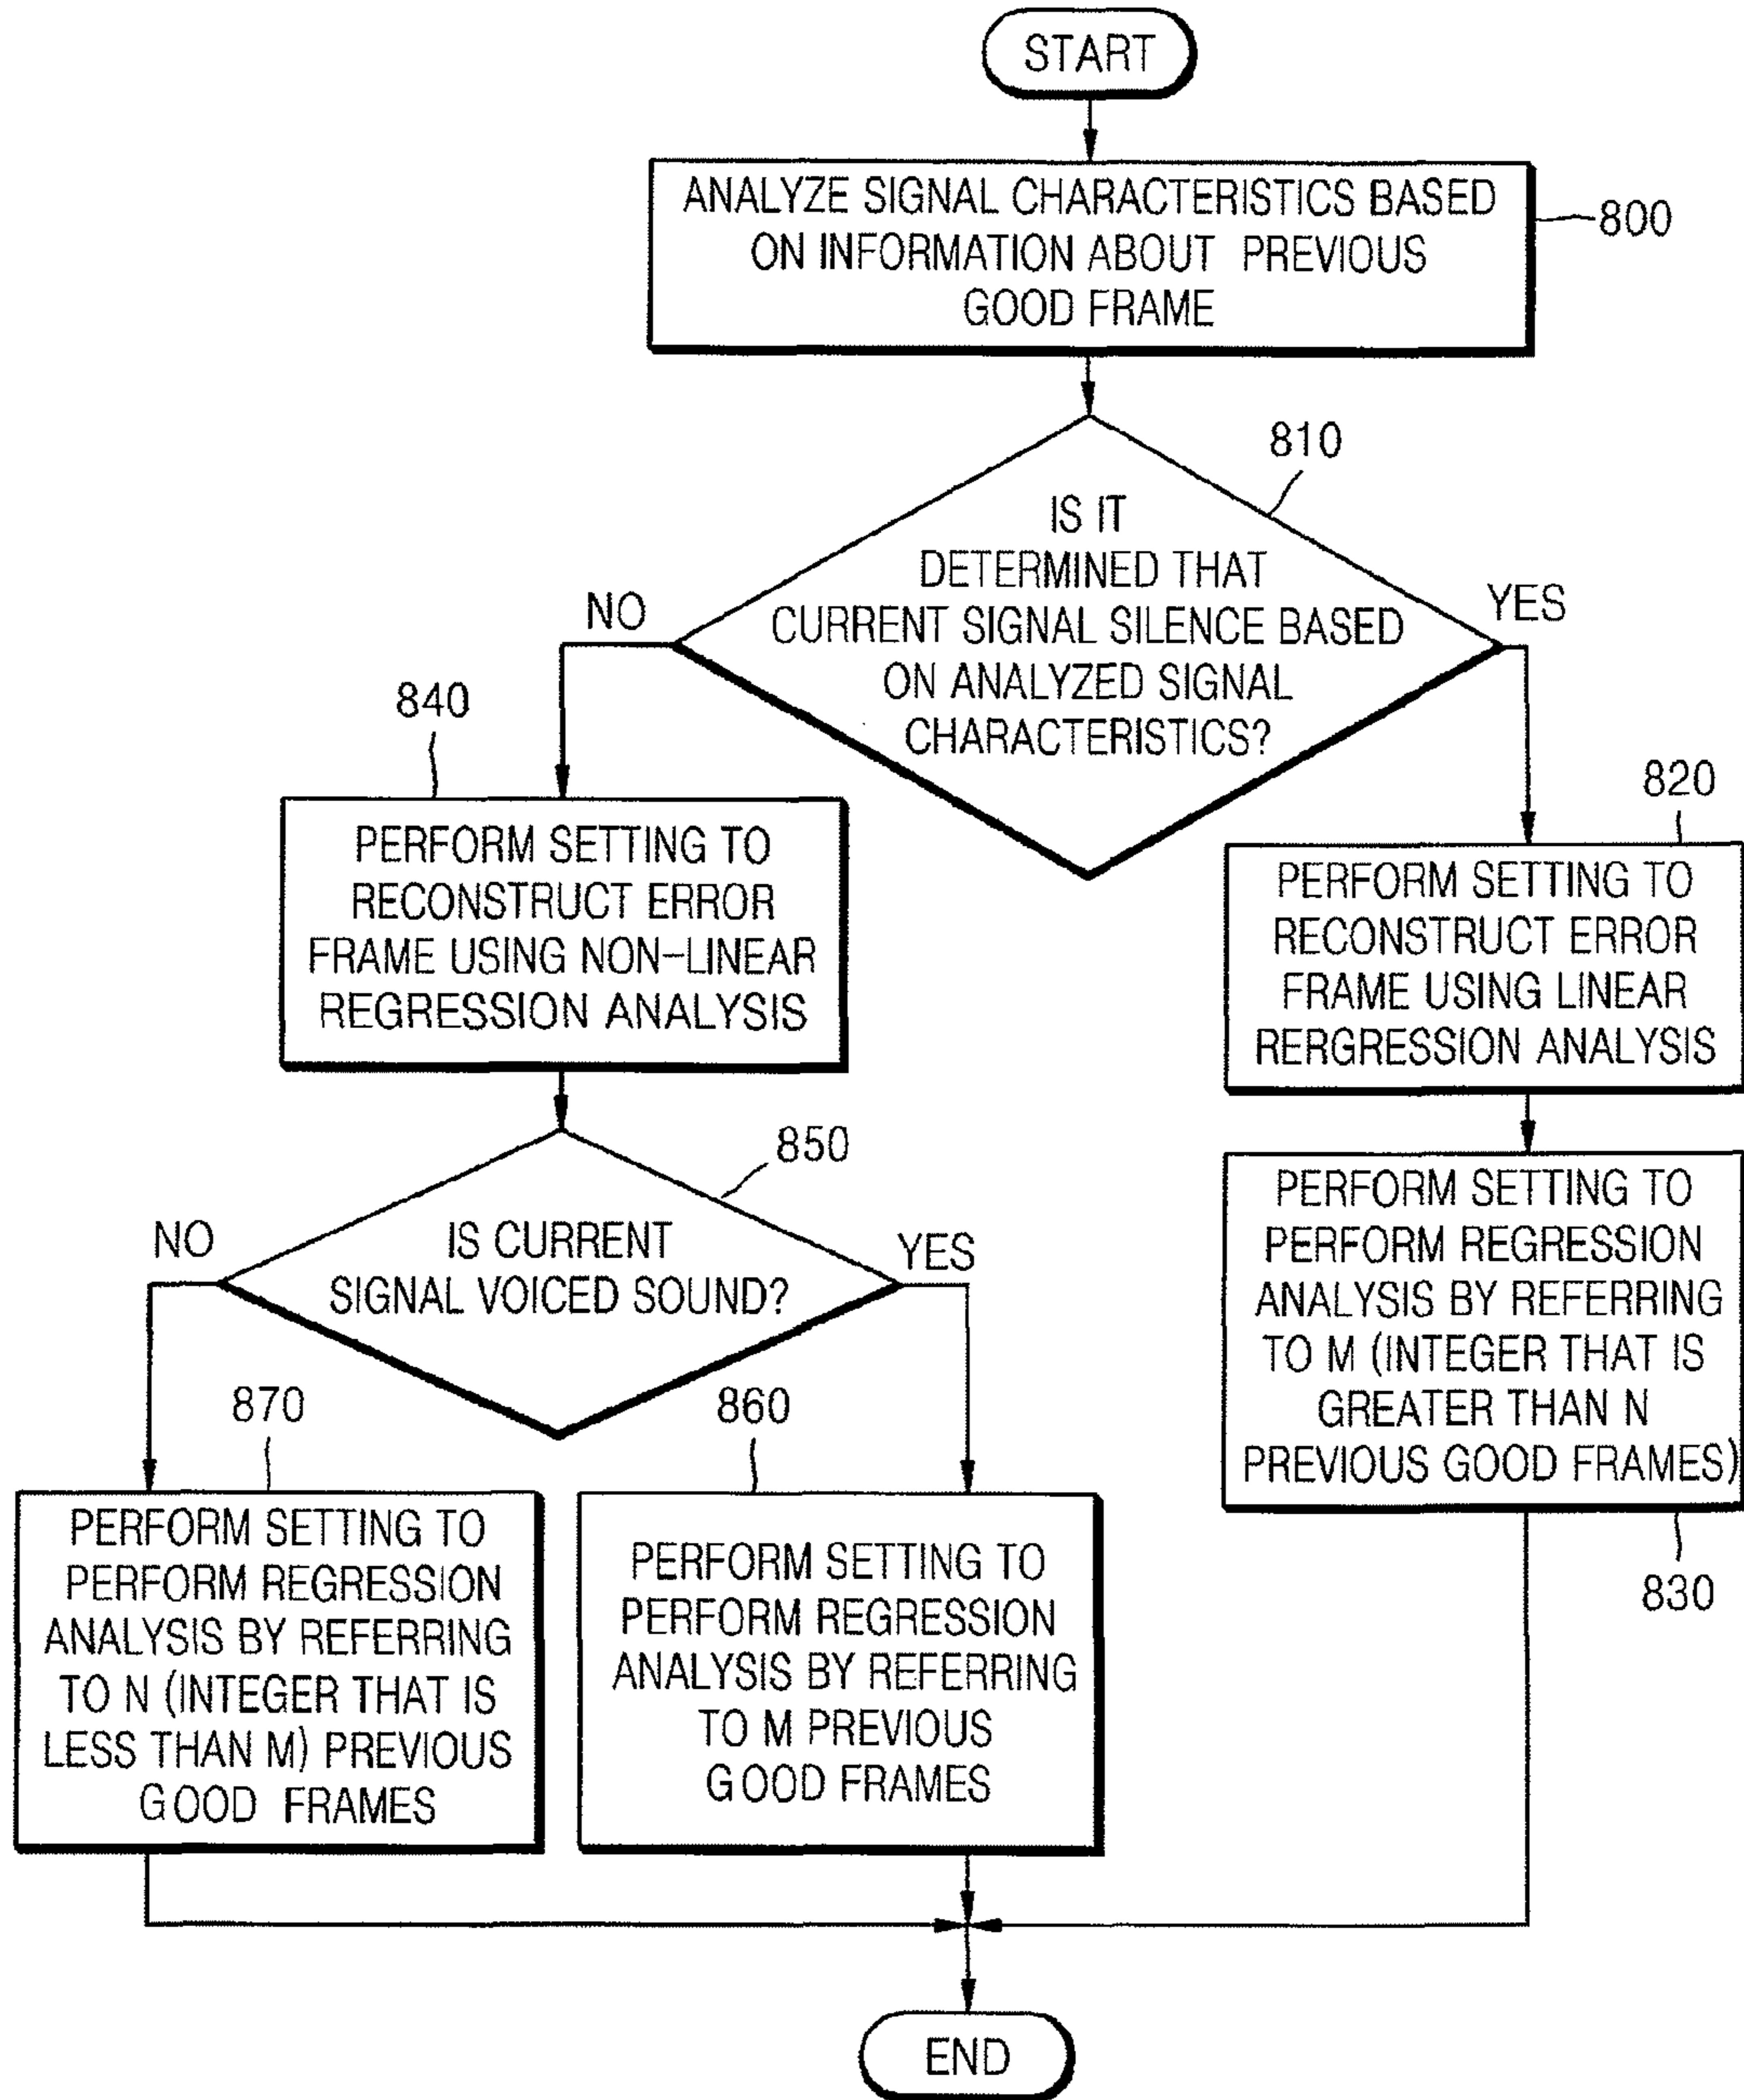 START
ANALYZE SIGNAL CHARACTERISTICS BASED
ON INFORMATION ABOUT PREVIOUS
GOOD FRAME
800
810
IS IT
DETERMINED THAT
CURRENT SIGNAL SILENCE BASED
ON ANALYZED SIGNAL
CHARACTERISTICS?
NO
YES
840
PERFORM SETTING TO
RECONSTRUCT ERROR
FRAME USING NON-LINEAR
REGRESSION ANALYSIS
820
PERFORM SETTING TO
RECONSTRUCT ERROR
FRAME USING LINEAR
RERGRESSION ANALYSIS
850
IS CURRENT
SIGNAL VOICED SOUND?
NO
YES
PERFORM SETTING TO
PERFORM REGRESSION
ANALYSIS BY REFERRING
TO M (INTEGER THAT IS
GREATER THAN N
PREVIOUS GOOD FRAMES)
830
870
PERFORM SETTING TO
PERFORM REGRESSION
ANALYSIS BY REFERRING
TO N (INTEGER THAT IS
LESS THAN M) PREVIOUS
GOOD FRAMES
860
PERFORM SETTING TO
PERFORM REGRESSION
ANALYSIS BY REFERRING
TO M PREVIOUS
GOOD FRAMES
END